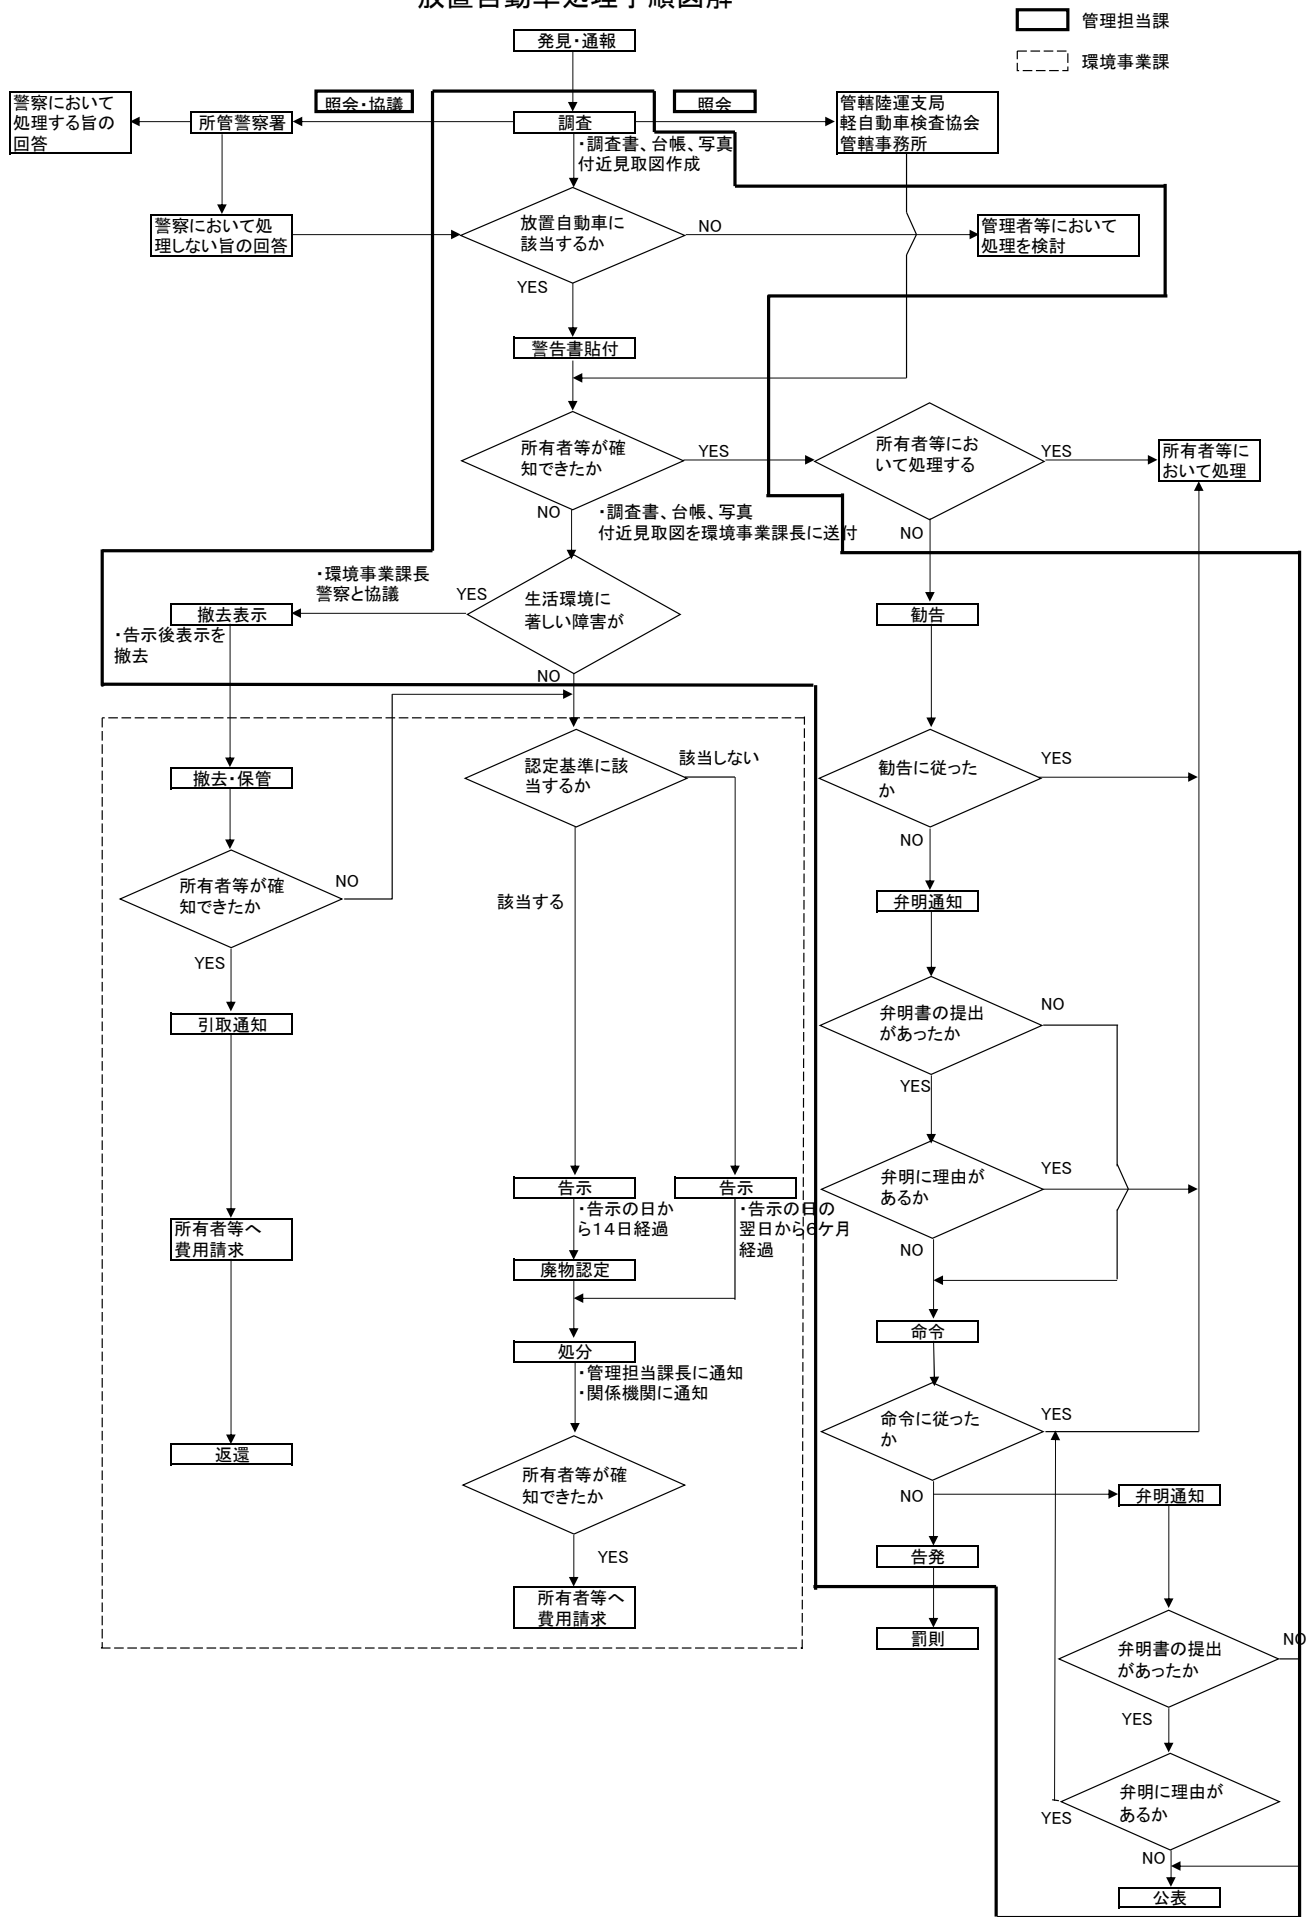 放置自動車処理手順図解
管理担当課
環境事業課
発見・通報
照会・協議
照会
警察において
処理する旨の
回答
所管警察署
調査
管轄陸運支局
軽自動車検査協会
管轄事務所
・調査書、台帳、写真
付近見取図作成
警察において処
理しない旨の回答
放置自動車に
該当するか
NO
管理者等において
処理を検討
YES
警告書貼付
所有者等が確
知できたか
YES
所有者等にお
いて処理する
YES
所有者等に
おいて処理
NO
・調査書、台帳、写真
付近見取図を環境事業課長に送付
NO
・環境事業課長
警察と協議
YES
生活環境に
著しい障害が
撤去表示
・告示後表示を
撤去
勧告
NO
認定基準に該
当するか
該当しない
勧告に従った
か
YES
撤去・保管
NO
所有者等が確
知できたか
NO
該当する
弁明通知
YES
引取通知
弁明書の提出
があったか
NO
YES
弁明に理由が
あるか
YES
告示
告示
・告示の日か
ら14日経過
・告示の日の
翌日から6ケ月
経過
所有者等へ
費用請求
NO
廃物認定
命令
処分
・管理担当課長に通知
・関係機関に通知
命令に従った
か
YES
返還
所有者等が確
知できたか
NO
弁明通知
YES
告発
所有者等へ
費用請求
罰則
弁明書の提出
があったか
NO
YES
弁明に理由が
あるか
YES
NO
公表